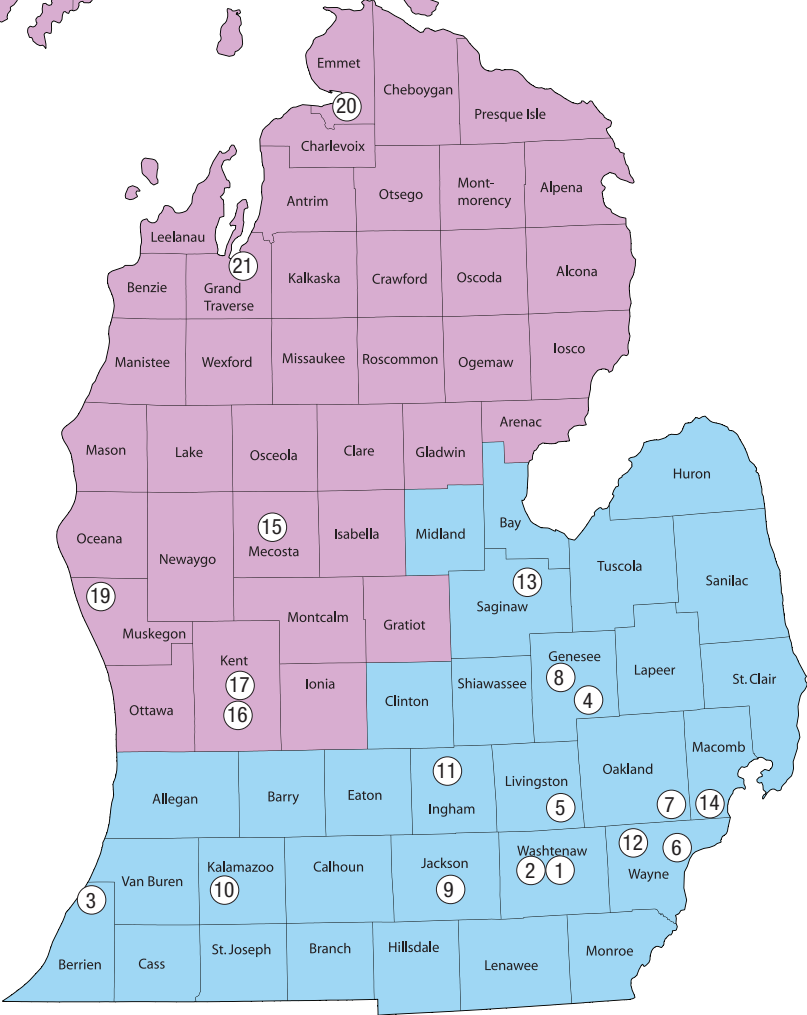 Emmet
Cheboygan
20
Presque Isle
Charlevoix
Antrim
Otsego
Mont-
morency
Alpena
Leelanau
21
Benzie
Grand
Traverse
Kalkaska
Crawford
Oscoda
Alcona
Manistee
Wexford
Missaukee
Roscommon
Ogemaw
Iosco
Arenac
Mason
Lake
Osceola
Clare
Gladwin
Huron
Oceana
Newaygo
15
Mecosta
Isabella
Midland
Bay
Tuscola
Sanilac
19
Muskegon
Montcalm
Gratiot
13
Saginaw
Kent
17
16
Ottawa
Ionia
Clinton
Shiawassee
Genesee
8
4
Lapeer
St. Clair
Allegan
Barry
Eaton
11
Ingham
Livingston
5
Oakland
7
Macomb
14
Van Buren
Kalamazoo
10
Calhoun
Jackson
9
Washtenaw
2
1
12
6
Wayne
3
Berrien
Cass
St. Joseph
Branch
Hillsdale
Lenawee
Monroe